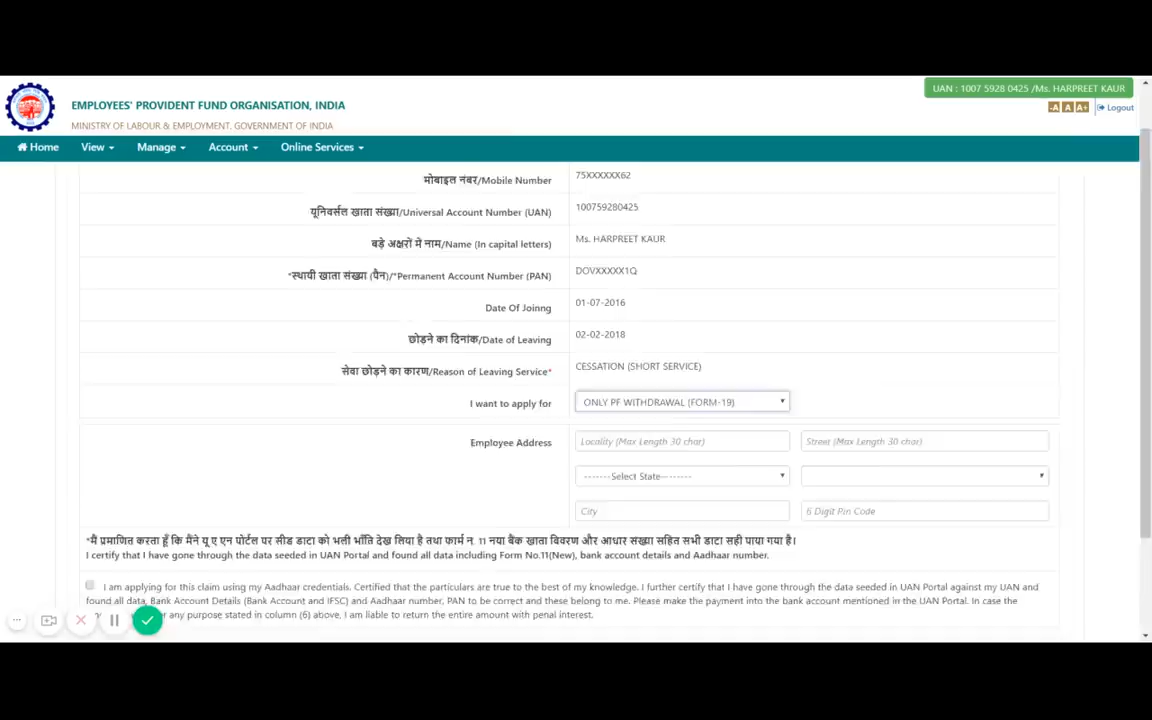 UAN : 1007 5928 0425 /Ms. HARPREET KAUR
EMPLOYEES' PROVIDENT FUND ORGANISATION, INDIA
-A A A+ Logout
MINISTRY OF LABOUR & EMPLOYMENT. GOVERNMENT OF INDIA
Home View Manage Account Online Services
मोबाइल नंबर/Mobile Number 75XXXXXX62
यूनिवर्सल खाता संख्या/Universal Account Number (UAN) 100759280425
बड़े अक्षरों में नाम/Name (In capital letters) Ms. HARPREET KAUR
*स्थायी खाता संख्या (पैन)/*Permanent Account Number (PAN) DOVXXXXX1Q
Date Of Joinng 01-07-2016
छोड़ने का दिनांक/Date of Leaving 02-02-2018
सेवा छोड़ने का कारण/Reason of Leaving Service* CESSATION (SHORT SERVICE)
I want to apply for ONLY PF WITHDRAWAL (FORM-19)
Employee Address Locality (Max Length 30 char) Street (Max Length 30 char)
-------Select State-------
City 6 Digit Pin Code
*मैं प्रमाणित करता हूँ कि मैंने यू ए एन पोर्टल पर सीड डाटा को भली भाँति देख लिया है तथा फार्म न. 11 नया बैंक खाता विवरण और आधार संख्या सहित सभी डाटा सही पाया गया है।
I certify that I have gone through the data seeded in UAN Portal and found all data including Form No.11(New), bank account details and Aadhaar number.
I am applying for this claim using my Aadhaar credentials. Certified that the particulars are true to the best of my knowledge. I further certify that I have gone through the data seeded in UAN Portal against my UAN and
found all data, Bank Account Details (Bank Account and IFSC) and Aadhaar number, PAN to be correct and these belong to me. Please make the payment into the bank account mentioned in the UAN Portal. In case the
for any purpose stated in column (6) above, I am liable to return the entire amount with penal interest.